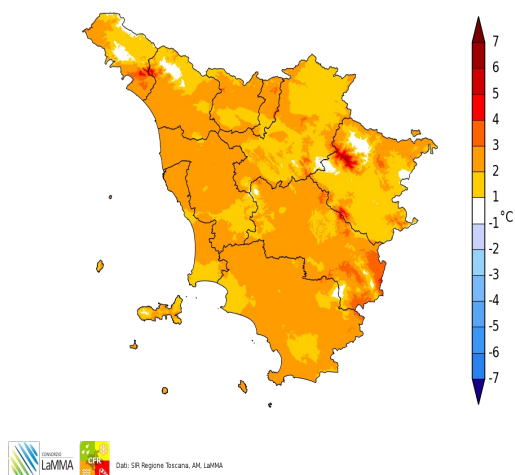 7
6
5
4
3
2
1
-1 °C
-2
-3
-4
-5
-6
-7
CONSORZIO
LaMMA
CFR
Dati: SIR Regione Toscana, AM, LaMMA